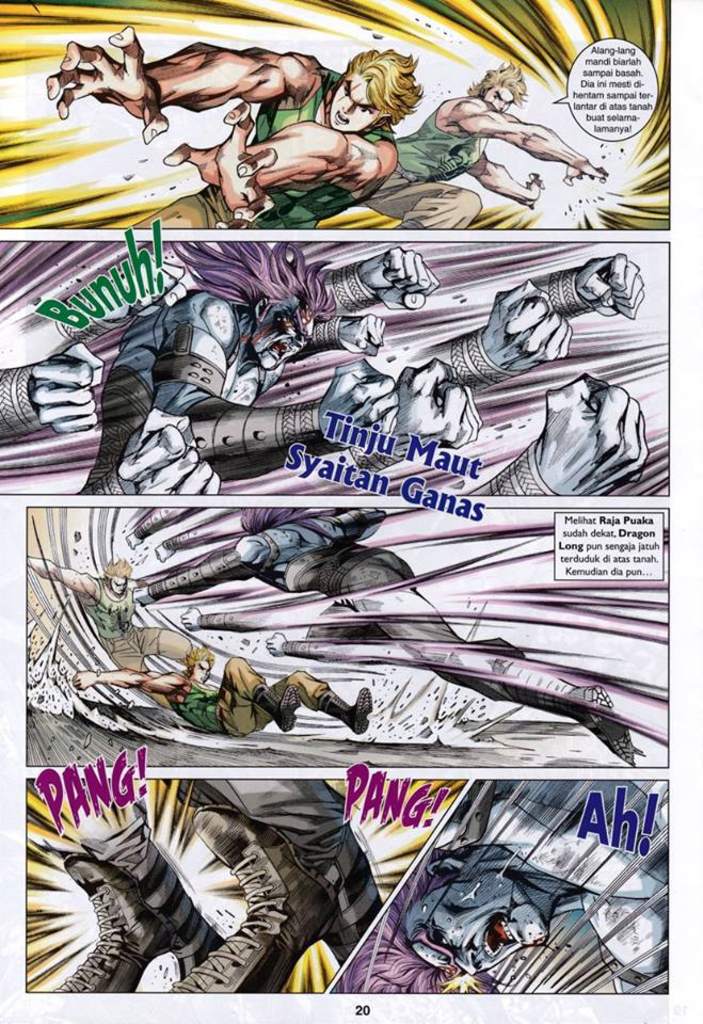 Alang-lang
mandi biarlah
sampai basah.
Dia ini mesti di-
hentam sampai ter-
lantar di atas tanah
buat selama-
lamanya!
Bunuh!
Tinju Maut
Syaitan Ganas
Melihat Raja Puaka
sudah dekat, Dragon
Long pun sengaja jatuh
terduduk di atas tanah.
Kemudian dia pun...
PANG!
PANG!
Ah!
20